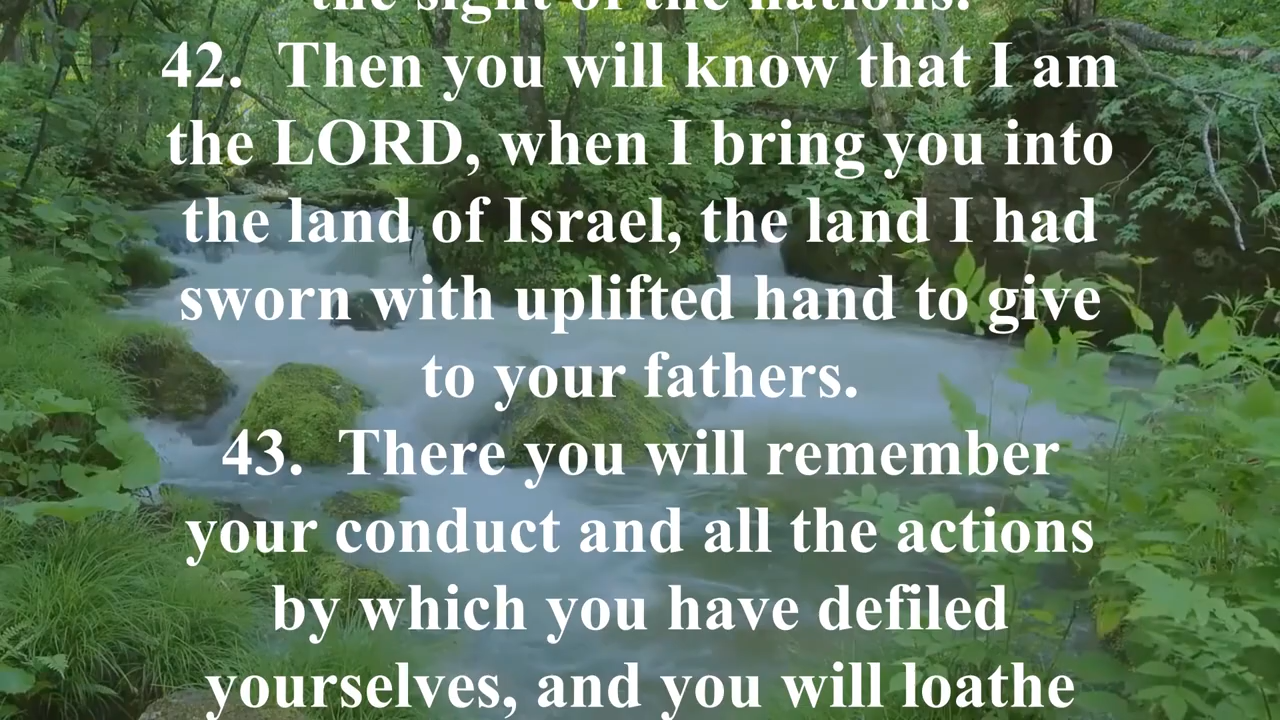 the sight of the nations.
42.  Then you will know that I am
the LORD, when I bring you into
the land of Israel, the land I had
sworn with uplifted hand to give
to your fathers.
43.  There you will remember
your conduct and all the actions
by which you have defiled
yourselves, and you will loathe